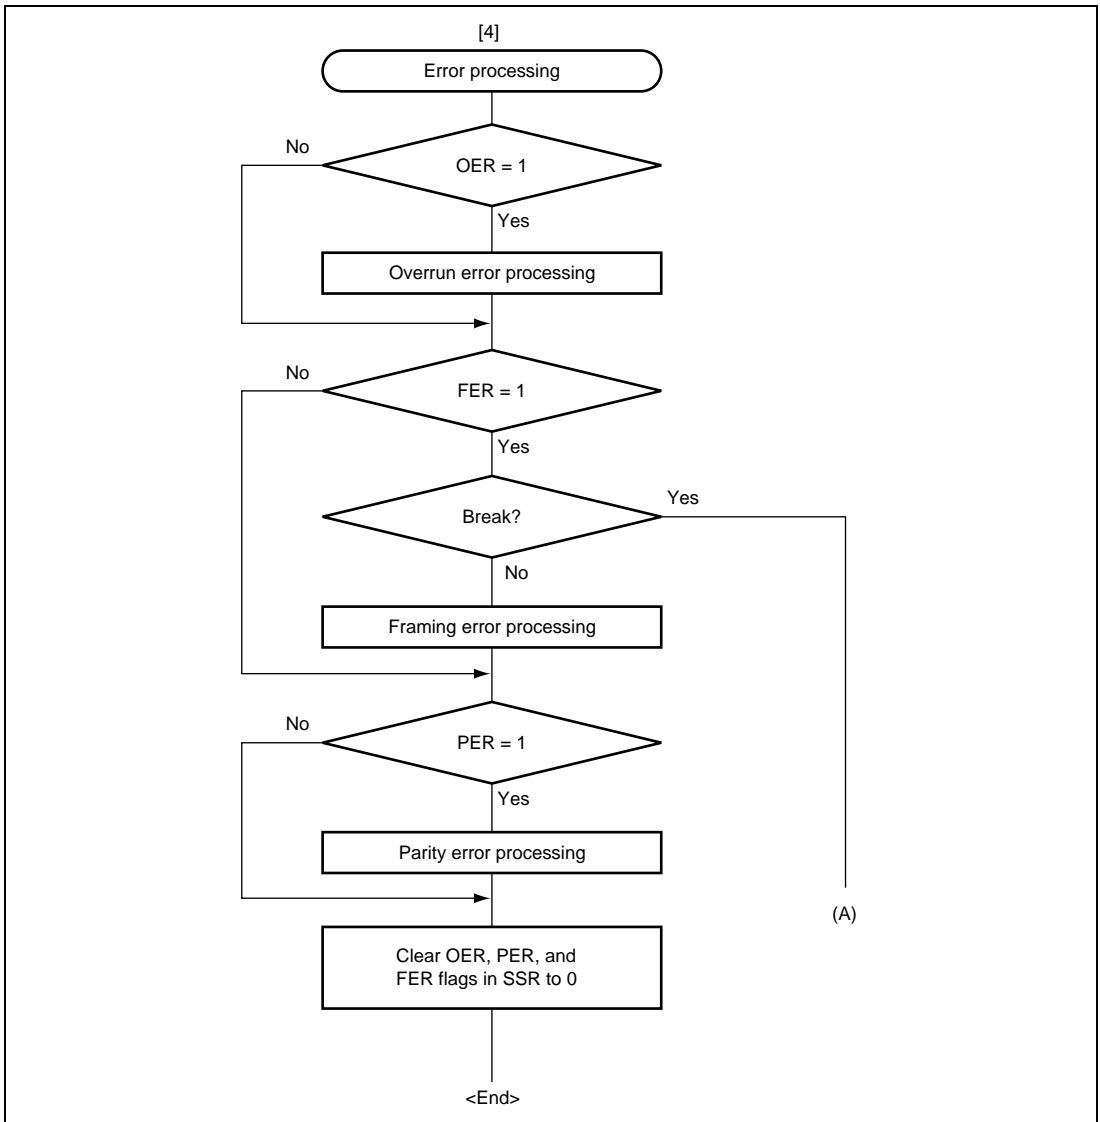 [4]
Error processing
No
OER = 1
Yes
Overrun error processing
No
FER = 1
Yes
Break?
Yes
No
Framing error processing
No
PER = 1
Yes
Parity error processing
(A)
Clear OER, PER, and
FER flags in SSR to 0
<End>